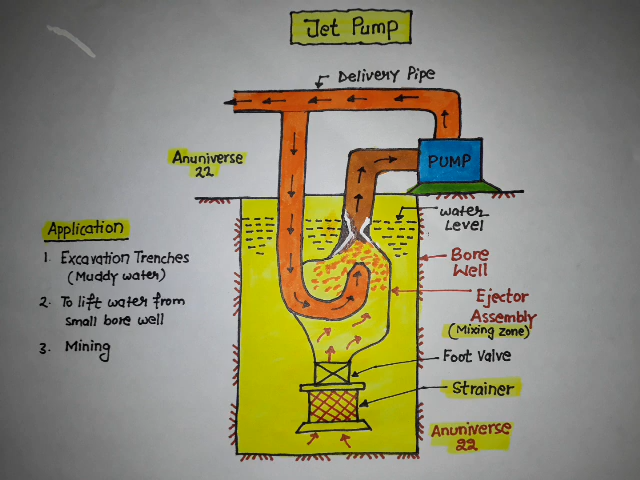 Jet Pump
Delivery Pipe
Anuniverse
22
PUMP
Water
Level
Application
1. Excavation Trenches
(Muddy water)
2. To lift water from
small bore well
3. Mining
Bore
Well
Ejector
Assembly
(Mixing zone)
Foot Valve
Strainer
Anuniverse
22